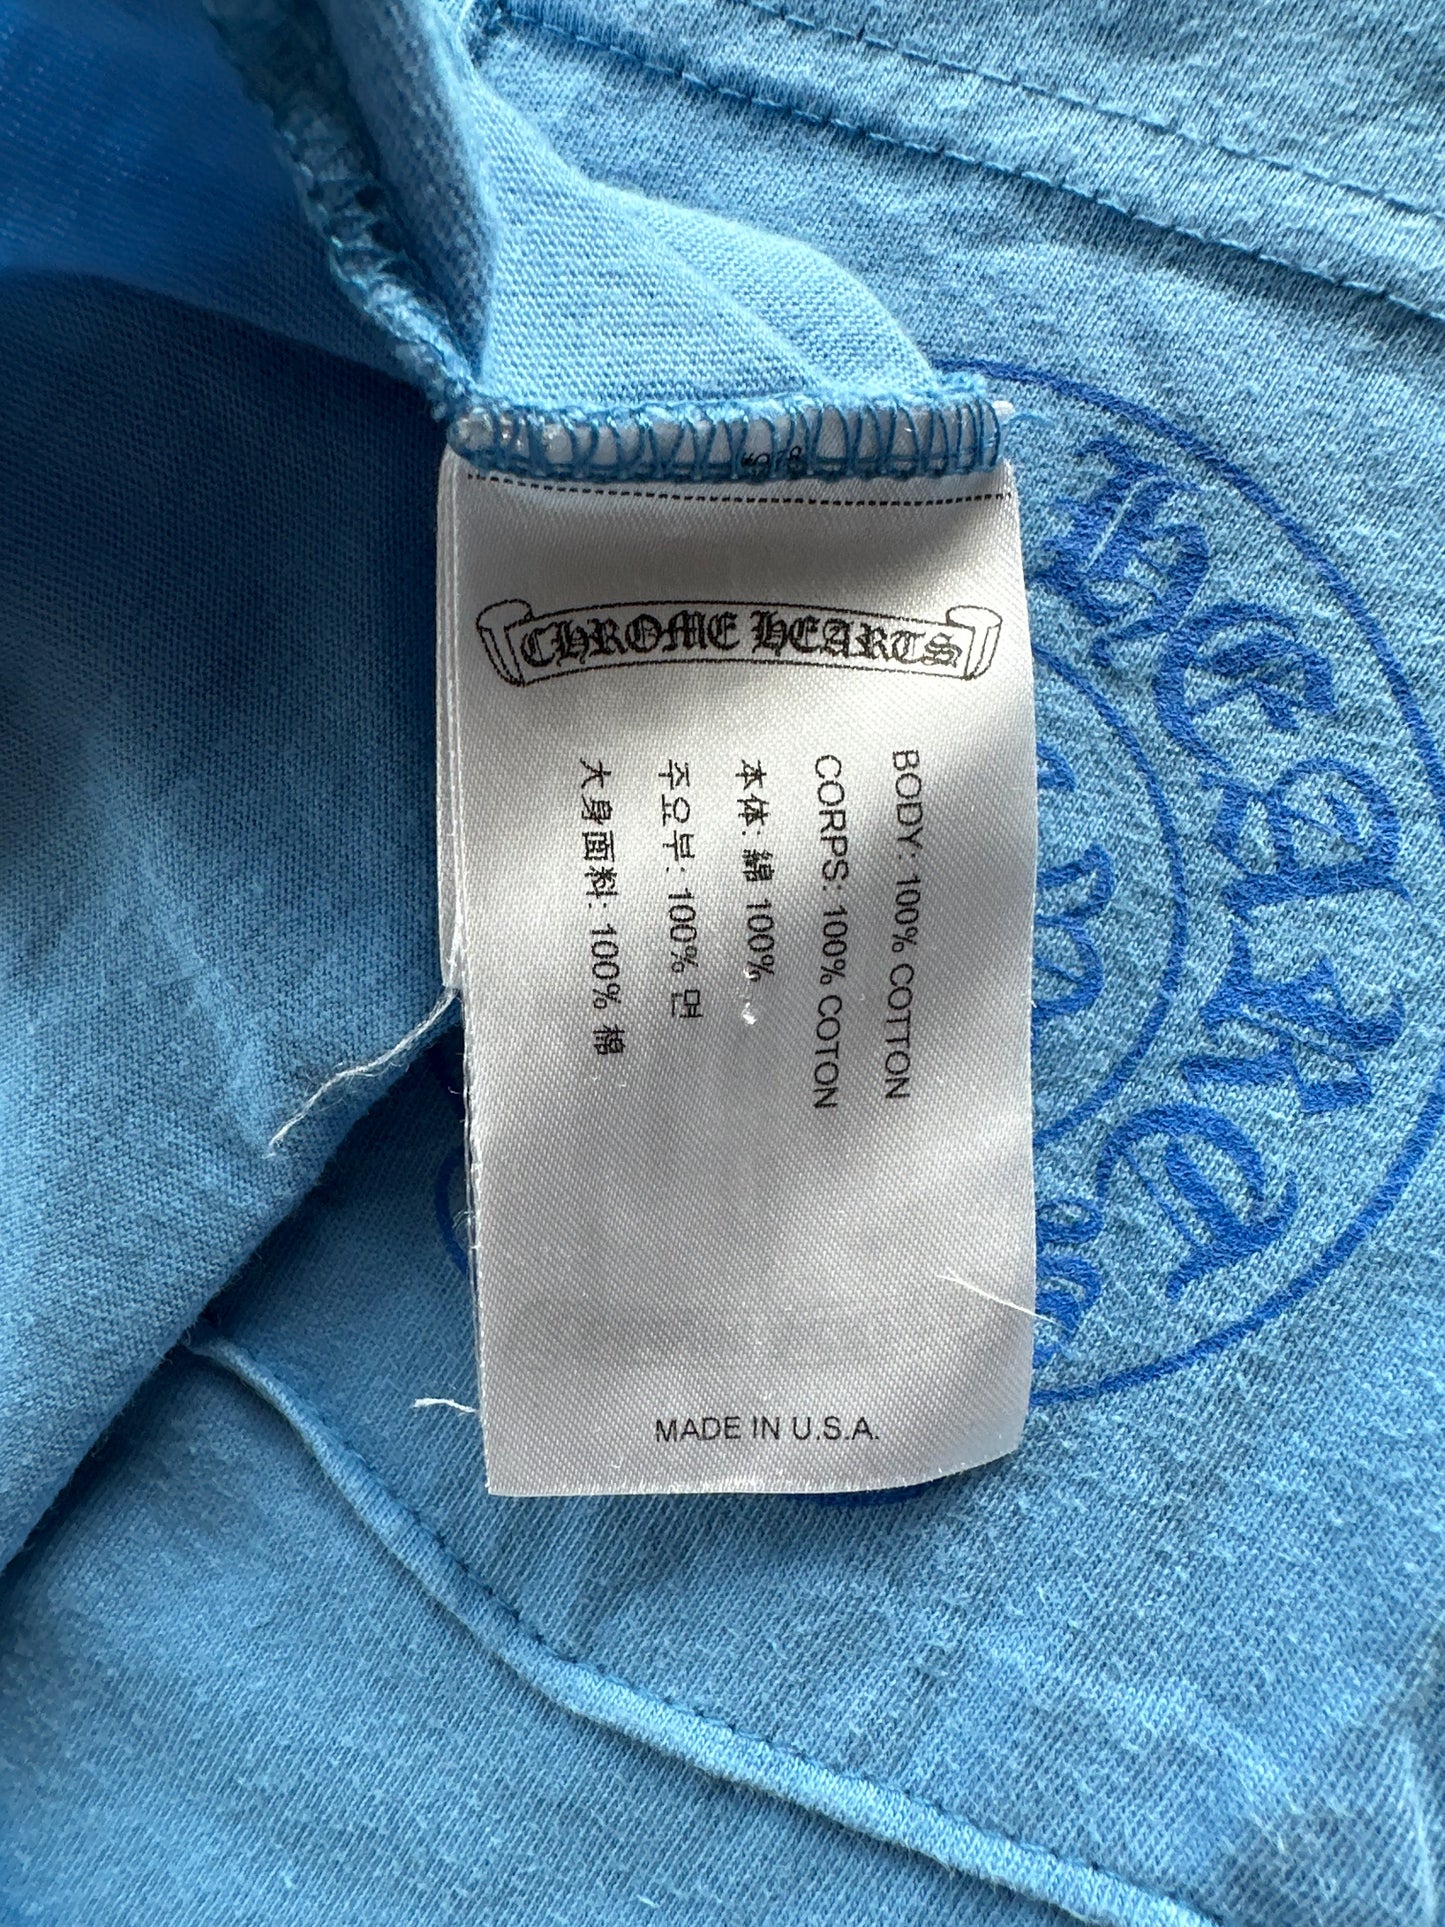 CHROME HEARTS
BODY: 100% COTTON
CORPS: 100% COTON
本体: 綿 100%
주요부: 100% 면
大身面料: 100% 棉
MADE IN U.S.A.
Heart